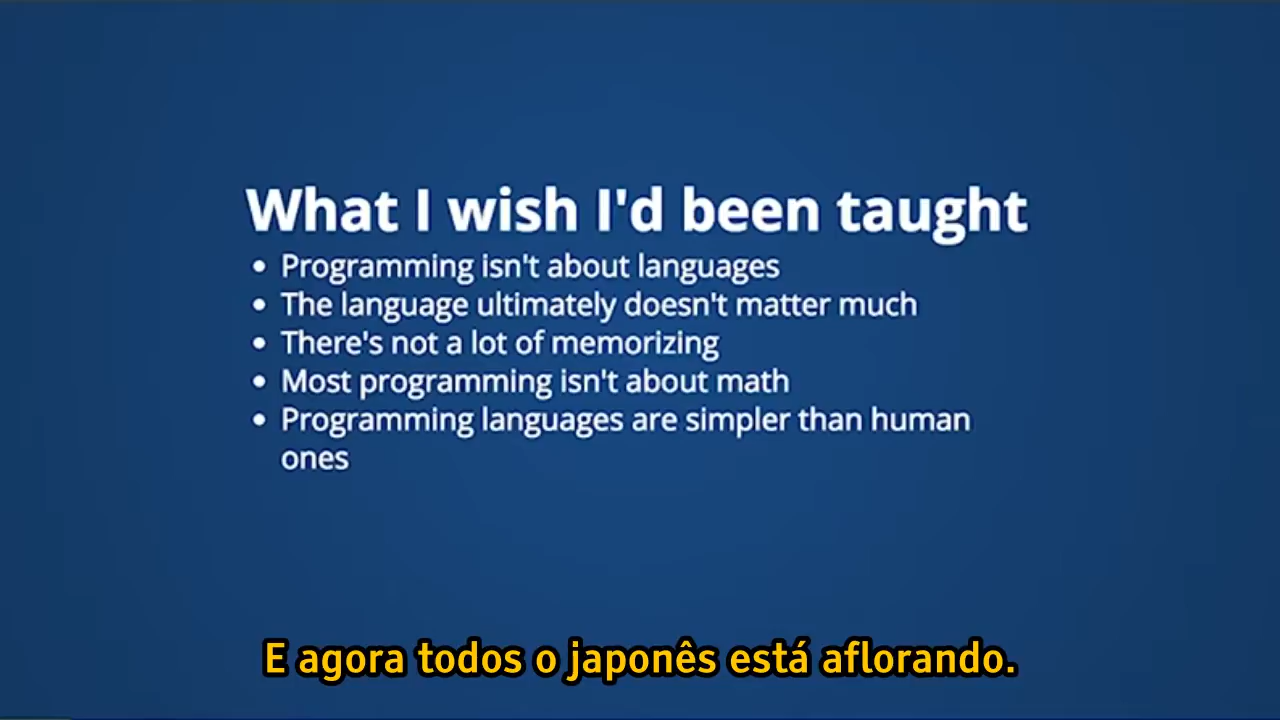 What I wish I'd been taught
• Programming isn't about languages
• The language ultimately doesn't matter much
• There's not a lot of memorizing
• Most programming isn't about math
• Programming languages are simpler than human
ones
E agora todos o japonês está aflorando.